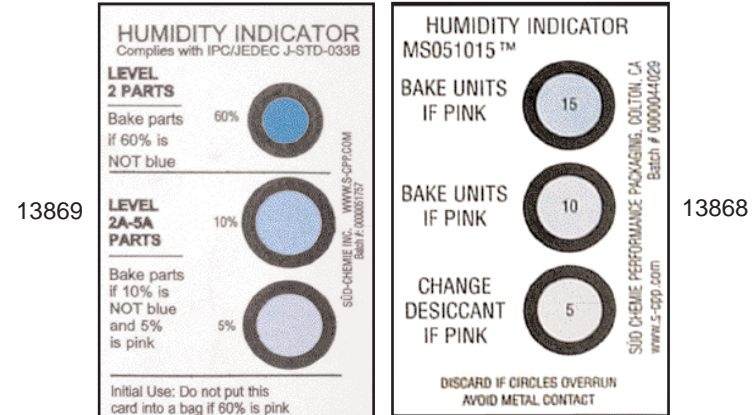 13869
HUMIDITY INDICATOR
Complies with IPC/JEDEC J-STD-033B
LEVEL
2 PARTS
Bake parts
if 60% is
NOT blue
60%
LEVEL
2A-5A
PARTS
10%
Bake parts
if 10% is
NOT blue
and 5%
is pink
5%
Initial Use: Do not put this
card into a bag if 60% is pink
SÜD-CHEMIE INC. WWW.S-CPP.COM
Batch #: 0000051757
HUMIDITY INDICATOR
MS051015™
BAKE UNITS
IF PINK
15
BAKE UNITS
IF PINK
10
CHANGE
DESICCANT
IF PINK
5
DISCARD IF CIRCLES OVERRUN
AVOID METAL CONTACT
SÜD CHEMIE PERFORMANCE PACKAGING, COLTON, CA
www.s-cpp.com
Batch # 0000044029
13868